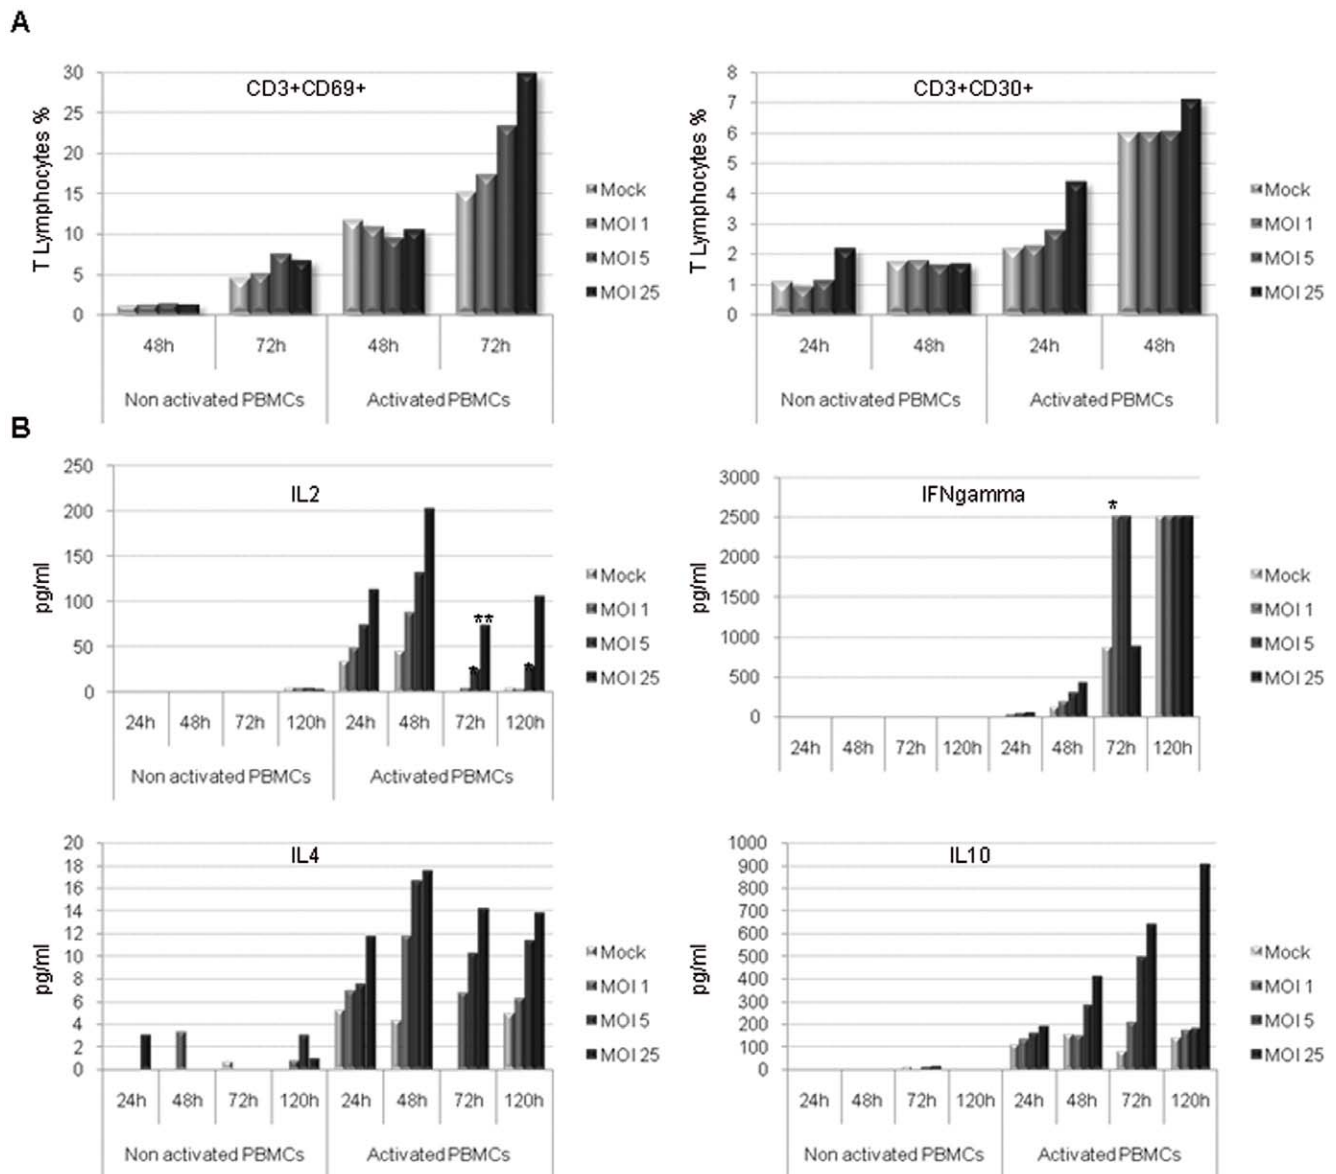 A
CD3+CD69+
T Lymphocytes %
30
25
20
15
10
5
0
48h 72h 48h 72h
Non activated PBMCs Activated PBMCs
Mock
MOI 1
MOI 5
MOI 25
CD3+CD30+
T Lymphocytes %
8
7
6
5
4
3
2
1
0
24h 48h 24h 48h
Non activated PBMCs Activated PBMCs
Mock
MOI 1
MOI 5
MOI 25
B
IL2
pg/ml
250
200
150
100
50
0
* ** *
24h 48h 72h 120h 24h 48h 72h 120h
Non activated PBMCs Activated PBMCs
Mock
MOI 1
MOI 5
MOI 25
IFNgamma
pg/ml
3000
2500
2000
1500
1000
500
0
*
24h 48h 72h 120h 24h 48h 72h 120h
Mock
MOI 1
MOI 5
MOI 25
IL4
pg/ml
20
18
16
14
12
10
8
6
4
2
0
24h 48h 72h 120h 24h 48h 72h 120h
Non activated PBMCs Activated PBMCs
Mock
MOI 1
MOI 5
MOI 25
IL10
pg/ml
1000
900
800
700
600
500
400
300
200
100
0
24h 48h 72h 120h 24h 48h 72h 120h
Non activated PBMCs Activated PBMCs
Mock
MOI 1
MOI 5
MOI 25